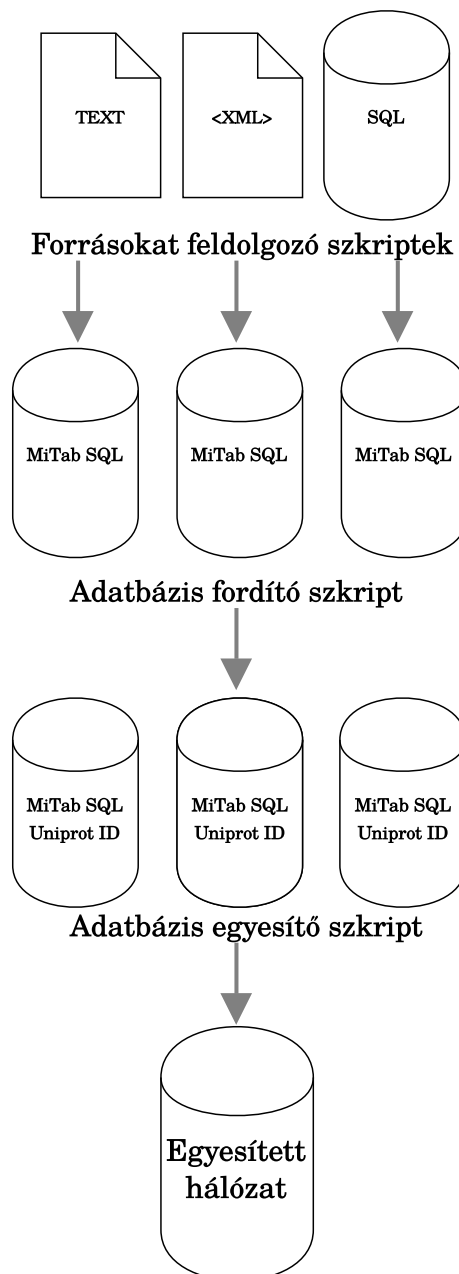 TEXT
<XML>
SQL
Forrásokat feldolgozó szkriptek
MiTab SQL
MiTab SQL
MiTab SQL
Adatbázis fordító szkript
MiTab SQL
Uniprot ID
MiTab SQL
Uniprot ID
MiTab SQL
Uniprot ID
Adatbázis egyesítő szkript
Egyesített
hálózat